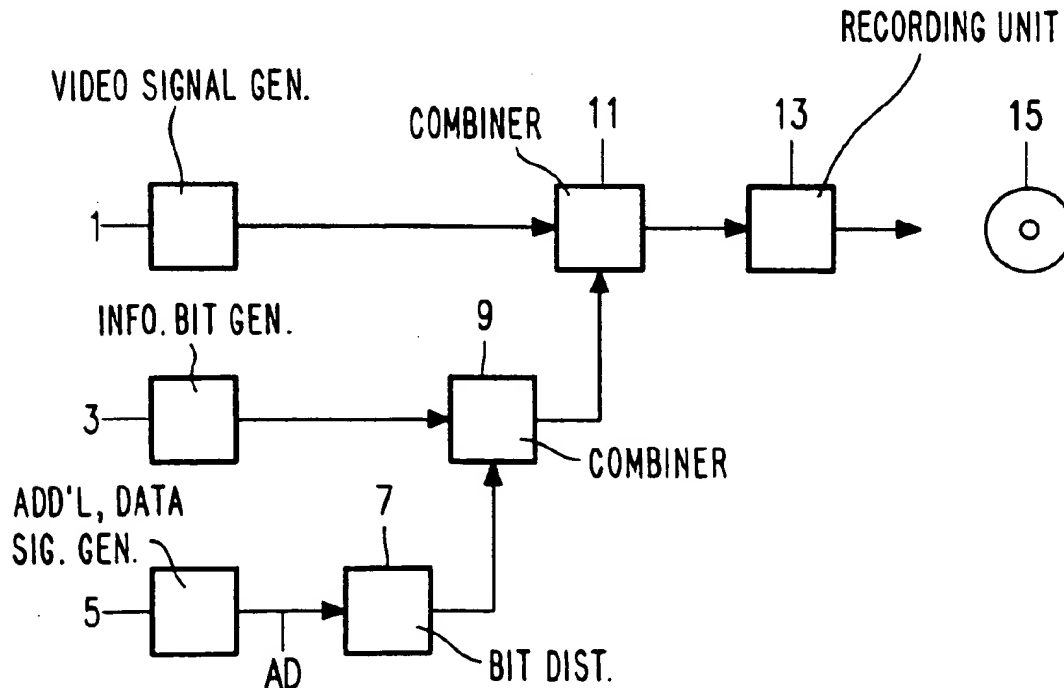 RECORDING UNIT
VIDEO SIGNAL GEN.
COMBINER
11
13
15
1
INFO. BIT GEN.
9
3
COMBINER
ADD'L, DATA
SIG. GEN.
7
5
AD
BIT DIST.